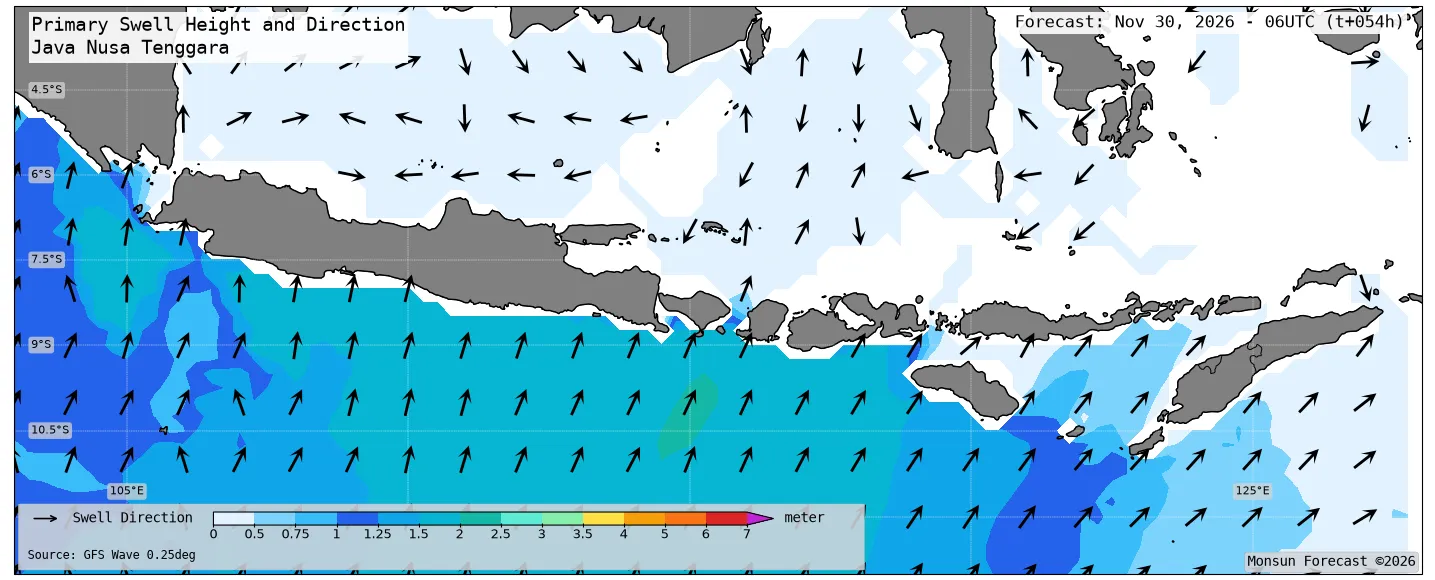 Primary Swell Height and Direction
Java Nusa Tenggara
Forecast: Nov 30, 2026 - 06UTC (t+054h)
4.5°S
6°S
7.5°S
9°S
10.5°S
105°E
125°E
Swell Direction
meter
0 0.5 0.75 1 1.25 1.5 2 2.5 3 3.5 4 5 6 7
Source: GFS Wave 0.25deg
Monsun Forecast ©2026